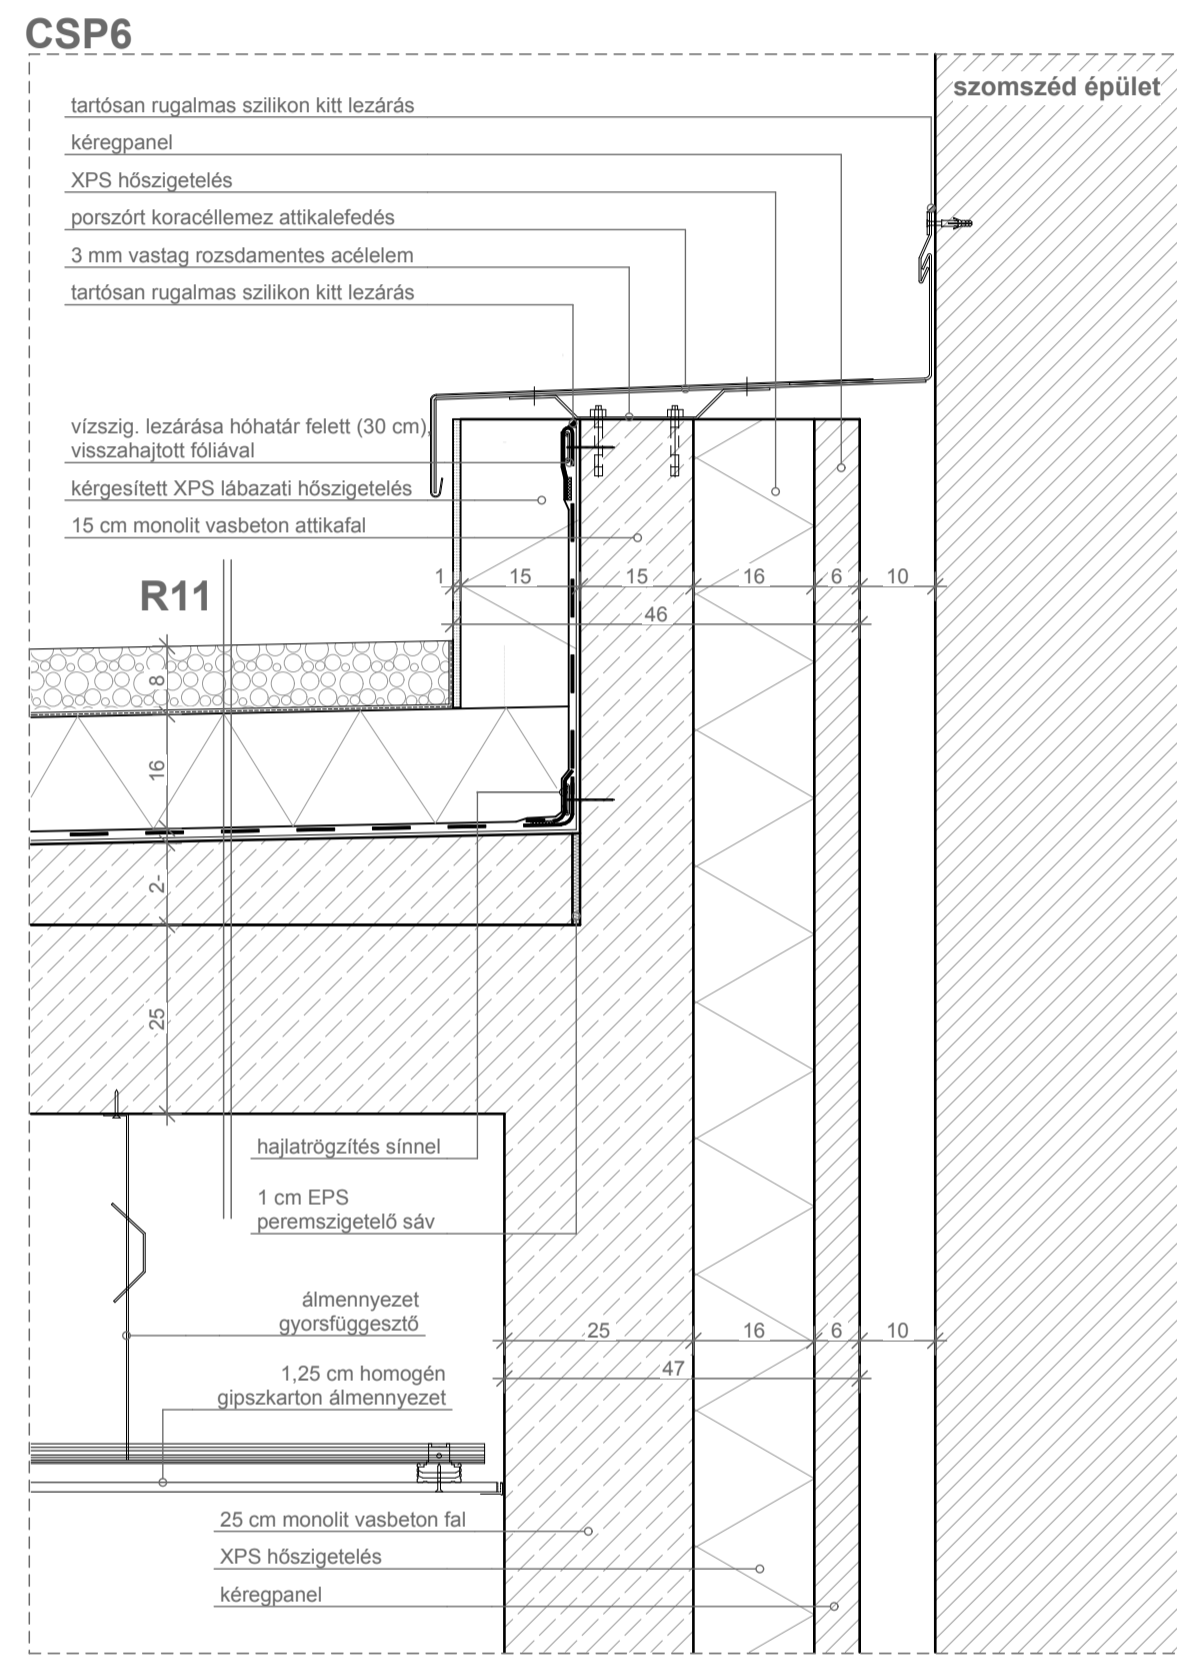 CSP6
szomszéd épület
tartósan rugalmas szilikon kitt lezárás
kéregpanel
XPS hőszigetelés
porszórt koracéllemez attikalefedés
3 mm vastag rozsdamentes acélelem
tartósan rugalmas szilikon kitt lezárás
vízszig. lezárása hóhatár felett (30 cm),
visszahajtott fóliával
kérgesített XPS lábazati hőszigetelés
15 cm monolit vasbeton attikafal
R11
1 15 15 16 6 10
46
8
16
2-
25
hajlatrögzítés sínnel
1 cm EPS
peremszigetelő sáv
álmennyezet
gyorsfüggesztő
25 16 6 10
47
1,25 cm homogén
gipszkarton álmennyezet
25 cm monolit vasbeton fal
XPS hőszigetelés
kéregpanel